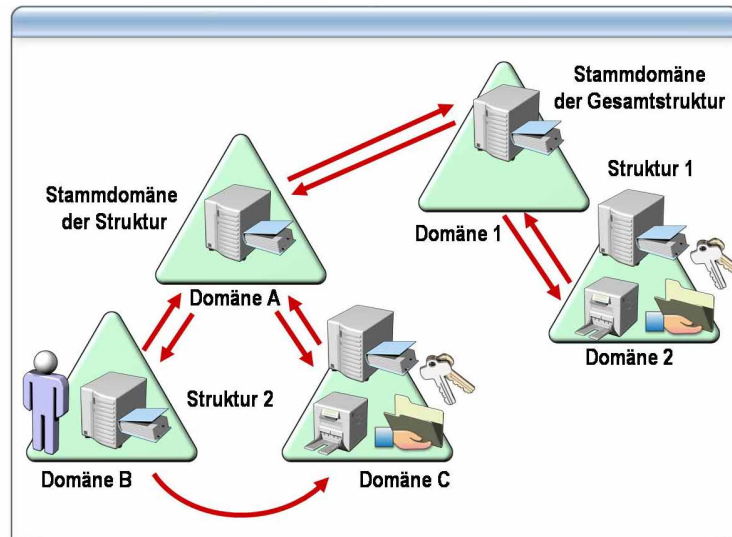 Stammdomäne
der Gesamtstruktur
Struktur 1
Stammdomäne
der Struktur
Domäne 1
Domäne A
Domäne 2
Struktur 2
Domäne B
Domäne C